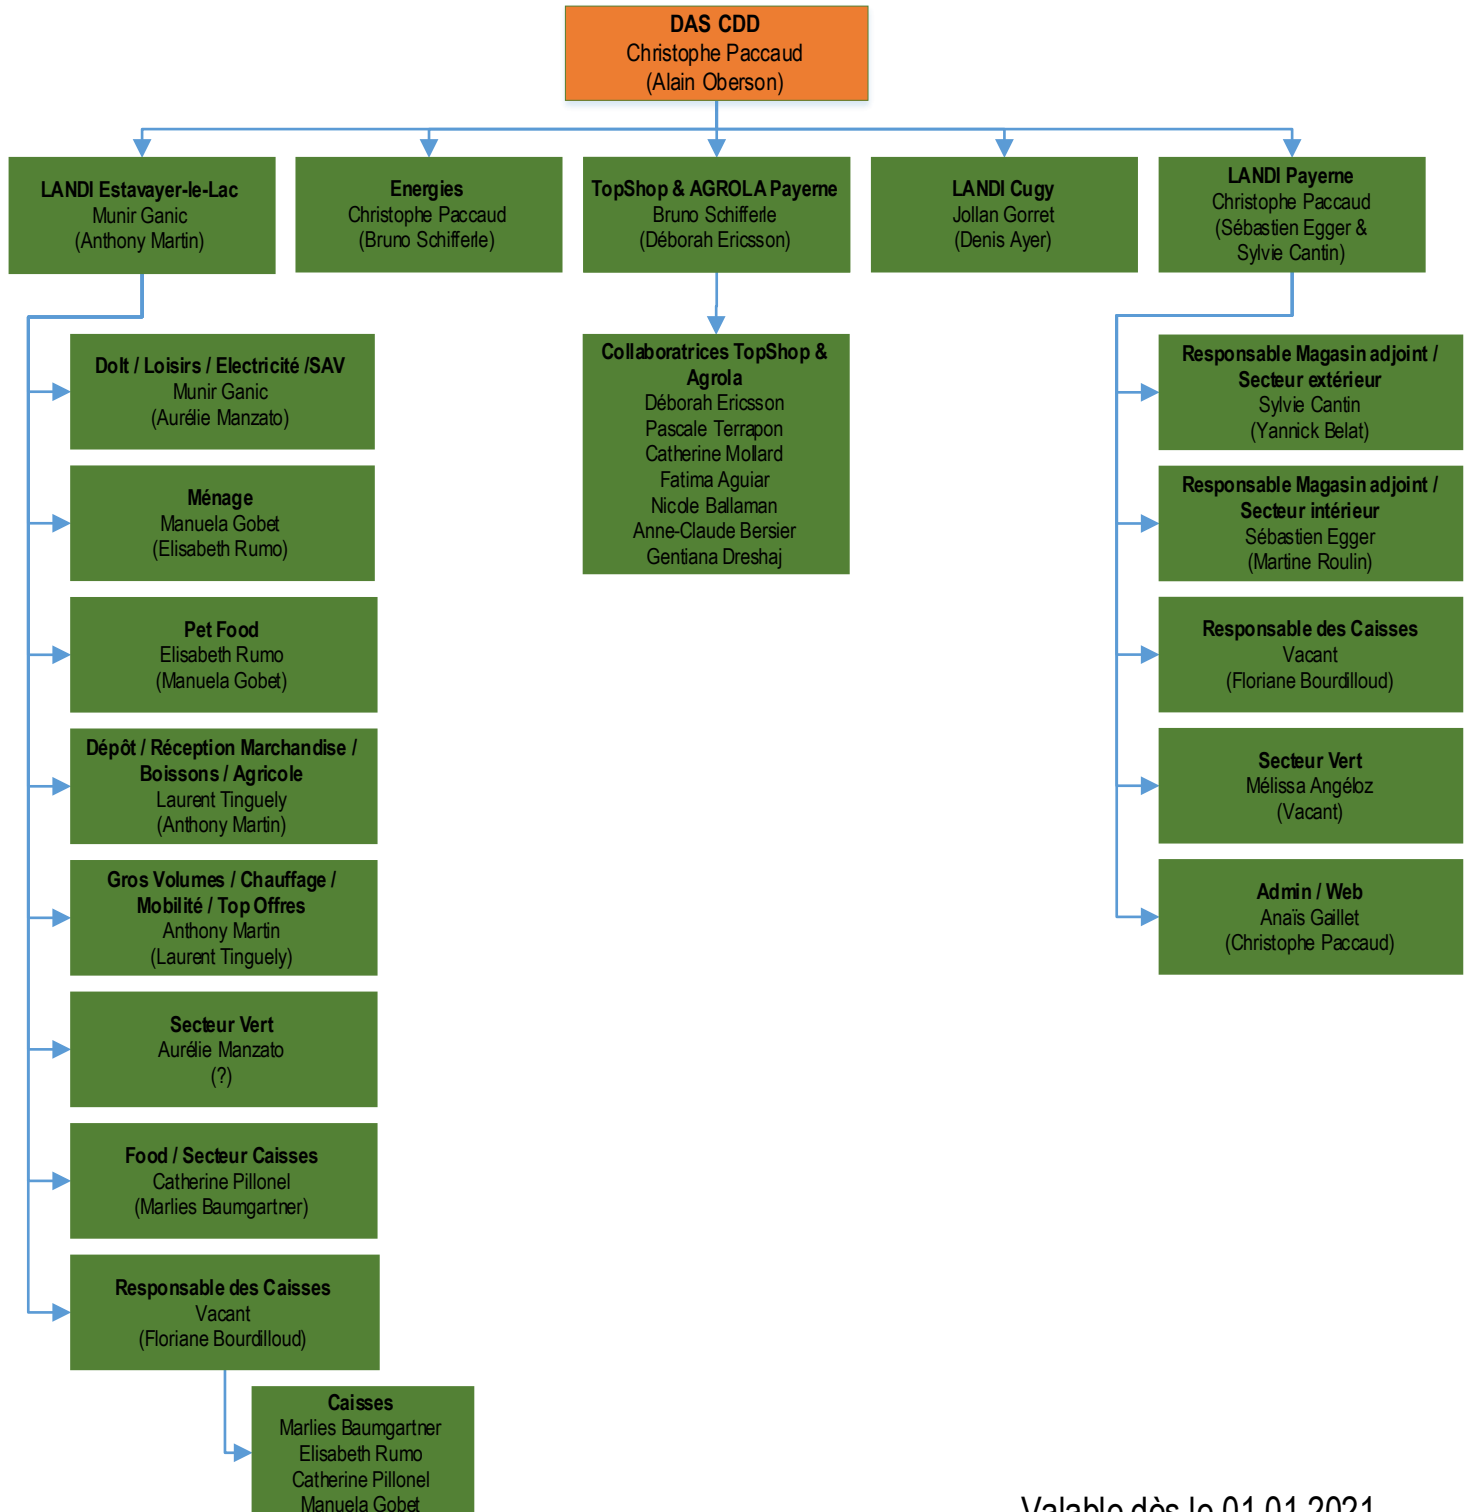 DAS CDD
Christophe Paccaud
(Alain Oberson)
LANDI Estavayer-le-Lac
Munir Ganic
(Anthony Martin)
Energies
Christophe Paccaud
(Bruno Schifferle)
TopShop & AGROLA Payerne
Bruno Schifferle
(Déborah Ericsson)
LANDI Cugy
Jollan Gorret
(Denis Ayer)
LANDI Payerne
Christophe Paccaud
(Sébastien Egger &
Sylvie Cantin)
DoIt / Loisirs / Electricité /SAV
Munir Ganic
(Aurélie Manzato)
Ménage
Manuela Gobet
(Elisabeth Rumo)
Pet Food
Elisabeth Rumo
(Manuela Gobet)
Dépôt / Réception Marchandise /
Boissons / Agricole
Laurent Tinguely
(Anthony Martin)
Gros Volumes / Chauffage /
Mobilité / Top Offres
Anthony Martin
(Laurent Tinguely)
Secteur Vert
Aurélie Manzato
(?)
Food / Secteur Caisses
Catherine Pillonel
(Marlies Baumgartner)
Responsable des Caisses
Vacant
(Floriane Bourdilloud)
Caisses
Marlies Baumgartner
Elisabeth Rumo
Catherine Pillonel
Manuela Gobet
Collaboratrices TopShop &
Agrola
Déborah Ericsson
Pascale Terrapon
Catherine Mollard
Fatima Aguiar
Nicole Ballaman
Anne-Claude Bersier
Gentiana Dreshaj
Responsable Magasin adjoint /
Secteur extérieur
Sylvie Cantin
(Yannick Belat)
Responsable Magasin adjoint /
Secteur intérieur
Sébastien Egger
(Martine Roulin)
Responsable des Caisses
Vacant
(Floriane Bourdilloud)
Secteur Vert
Mélissa Angéloz
(Vacant)
Admin / Web
Anaïs Gaillet
(Christophe Paccaud)
Valable dès le 01.01.2021